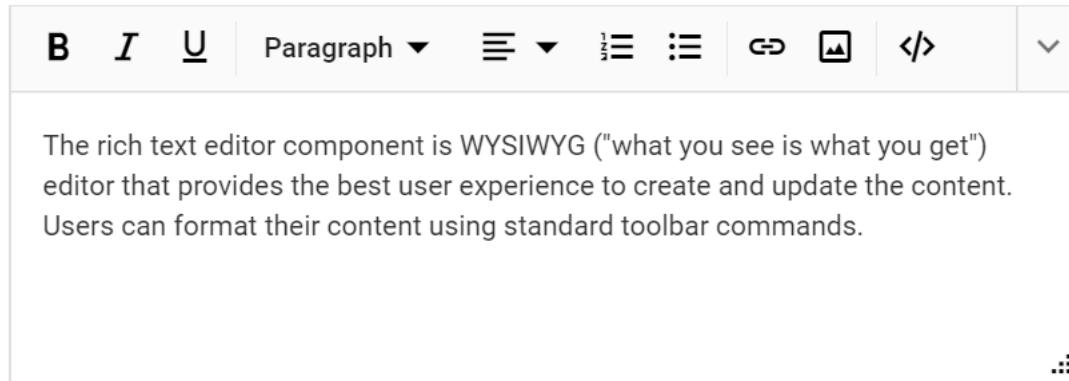 B I U Paragraph
The rich text editor component is WYSIWYG ("what you see is what you get")
editor that provides the best user experience to create and update the content.
Users can format their content using standard toolbar commands.